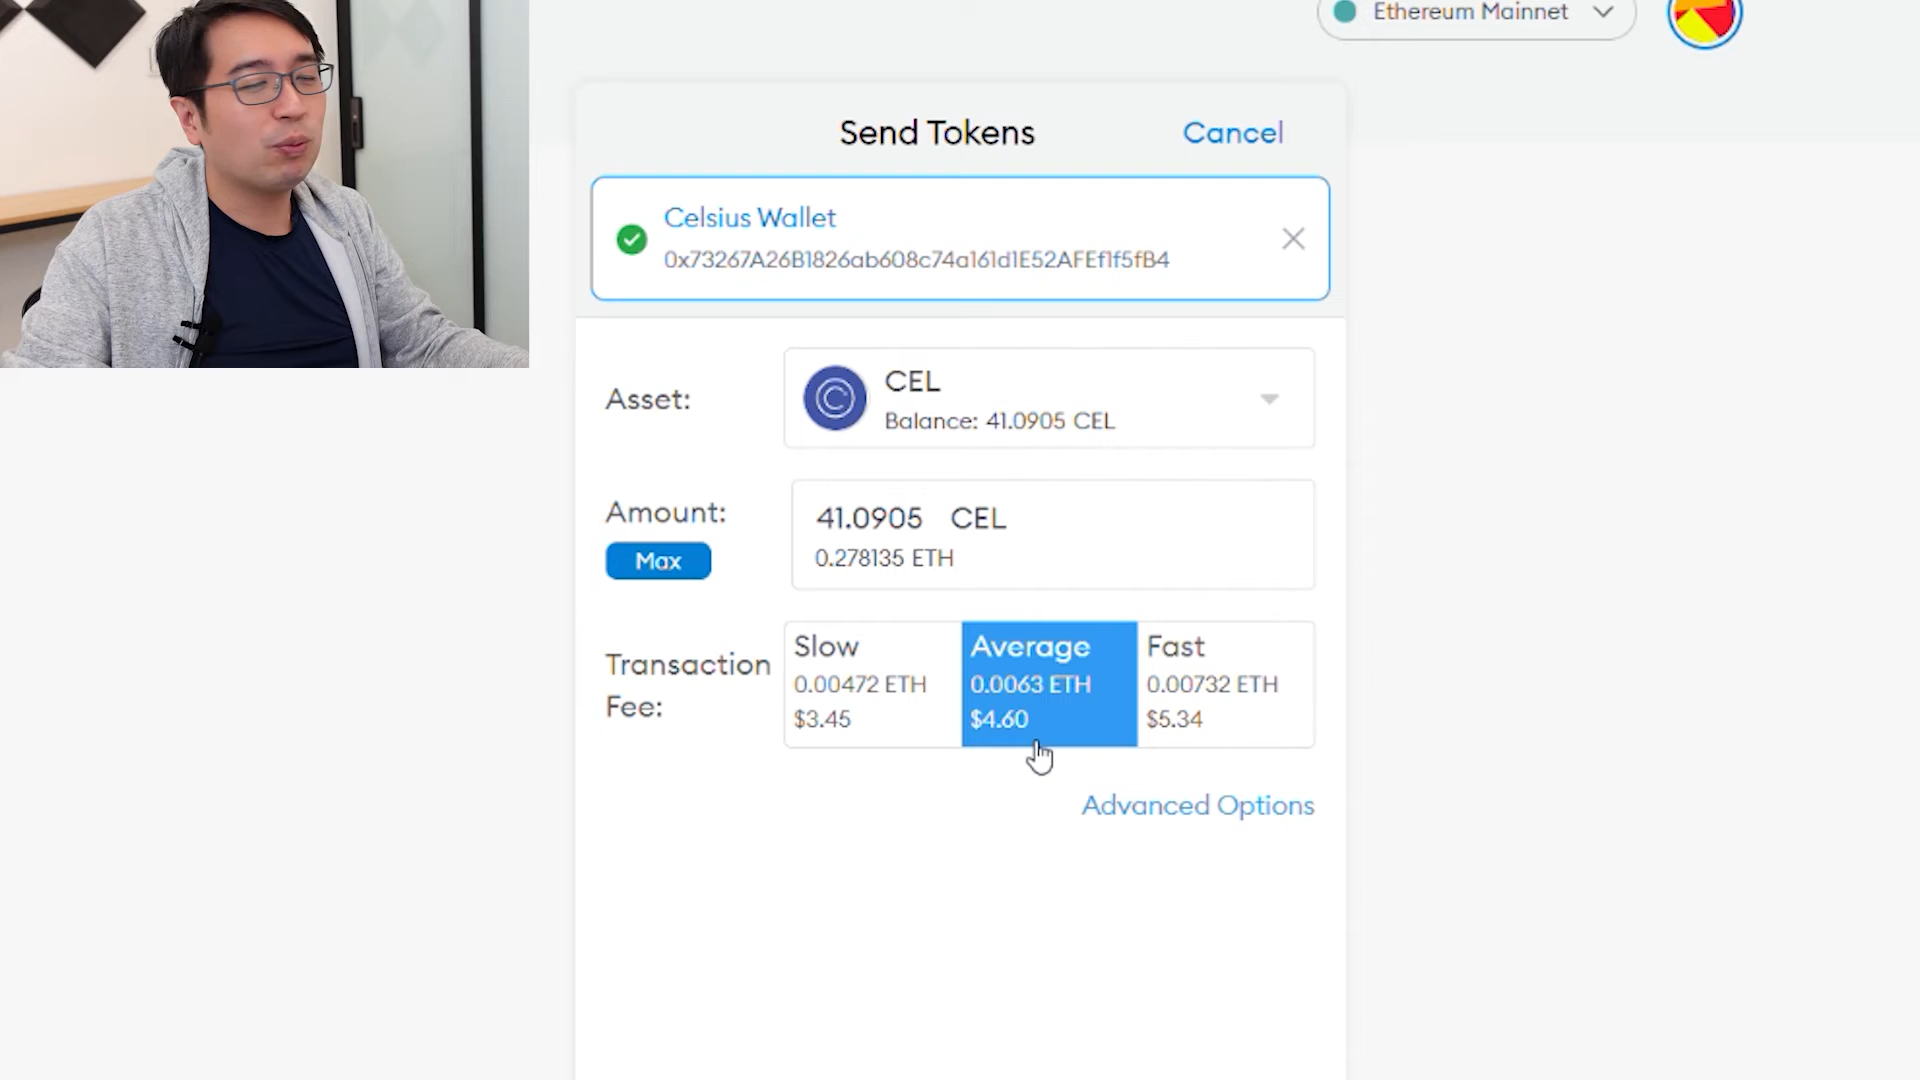 Ethereum Mainnet
Send Tokens
Cancel
Celsius Wallet
0x73267A26B1826ab608c74a161d1E52AFEf1f5fB4
Asset:
CEL
Balance: 41.0905 CEL
Amount:
Max
41.0905 CEL
0.278135 ETH
Transaction
Fee:
Slow
0.00472 ETH
$3.45
Average
0.0063 ETH
$4.60
Fast
0.00732 ETH
$5.34
Advanced Options